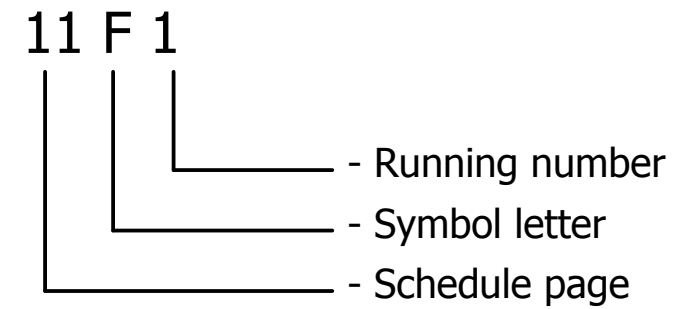 11 F 1
- Running number
- Symbol letter
- Schedule page